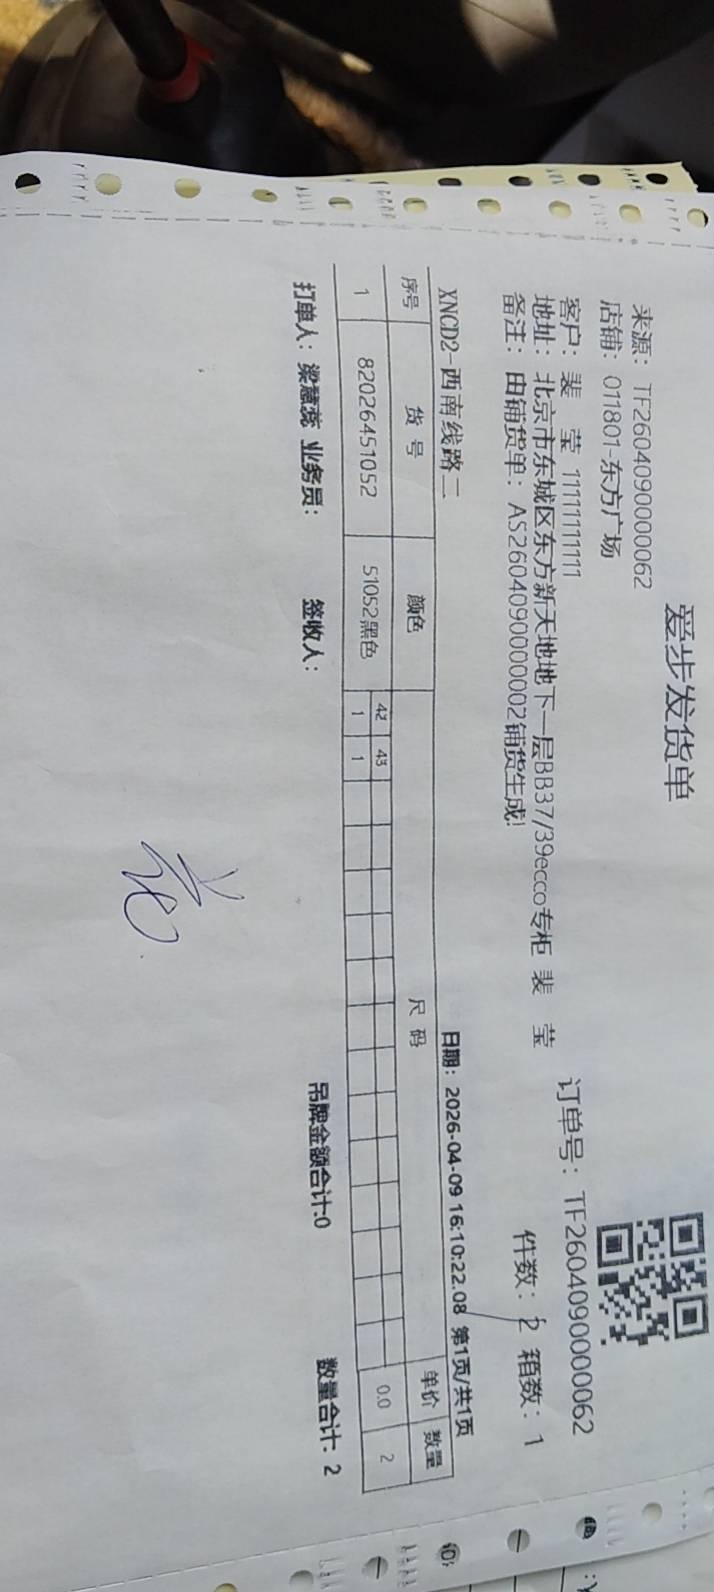 爱步发货单
来源：TF2604090000062
订单号：TF2604090000062
店铺：011801-东方广场
客户：裴 莹 11111111111
件数：2 箱数：1
地址：北京市东城区东方新天地地下一层BB37/39ecco专柜 裴 莹
备注：由铺货单：AS2604090000002铺货生成!
XNCD2-西南线路二
日期：2026-04-09 16:10:22.08 第1页/共1页
序号 货号 颜色 尺码 单价 数量
42 43
1 82026451052 51052黑色 1 1 0.0 2
打单人：梁慧蕊 业务员： 签收人： 吊牌金额合计:0 数量合计：2